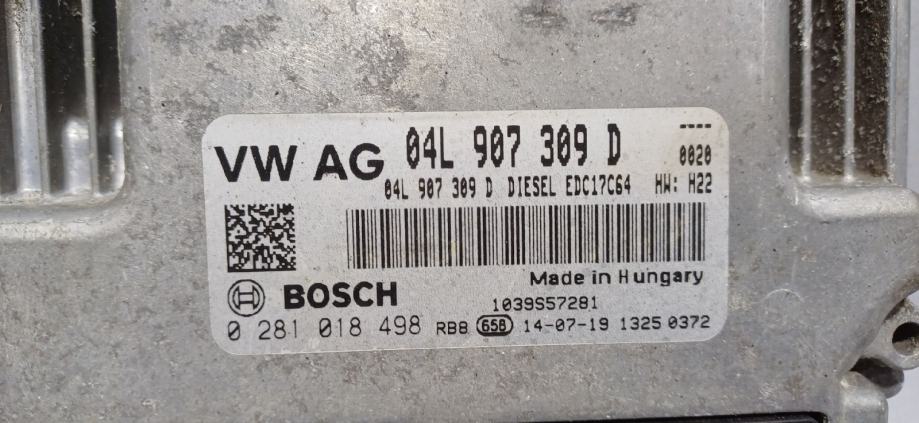 VW AG 04L 907 309 D ----
0020
04L 907 309 D DIESEL EDC17C64 HW: H22
Made in Hungary
BOSCH 1039S57281
0 281 018 498 RB8 658 14-07-19 1325 0372